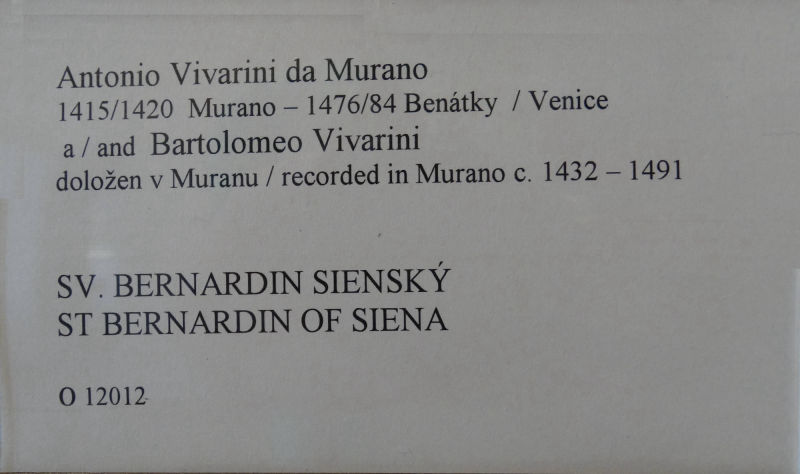 Antonio Vivarini da Murano
1415/1420 Murano – 1476/84 Benátky / Venice
a / and Bartolomeo Vivarini
doložen v Muranu / recorded in Murano c. 1432 – 1491
SV. BERNARDIN SIENSKÝ
ST BERNARDIN OF SIENA
O 12012